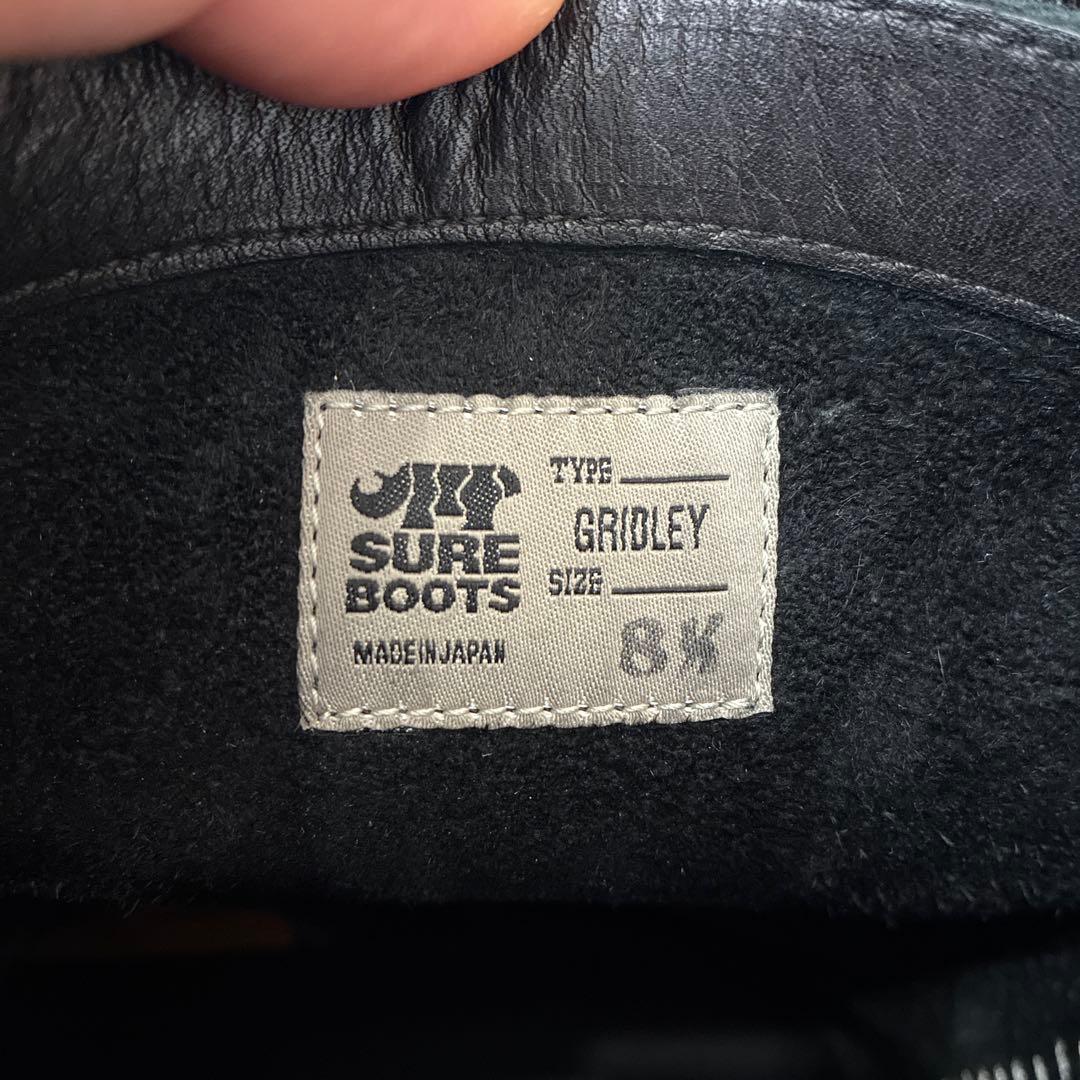 SURE
BOOTS
MADE IN JAPAN
TYPE
GRIDLEY
SIZE
8½